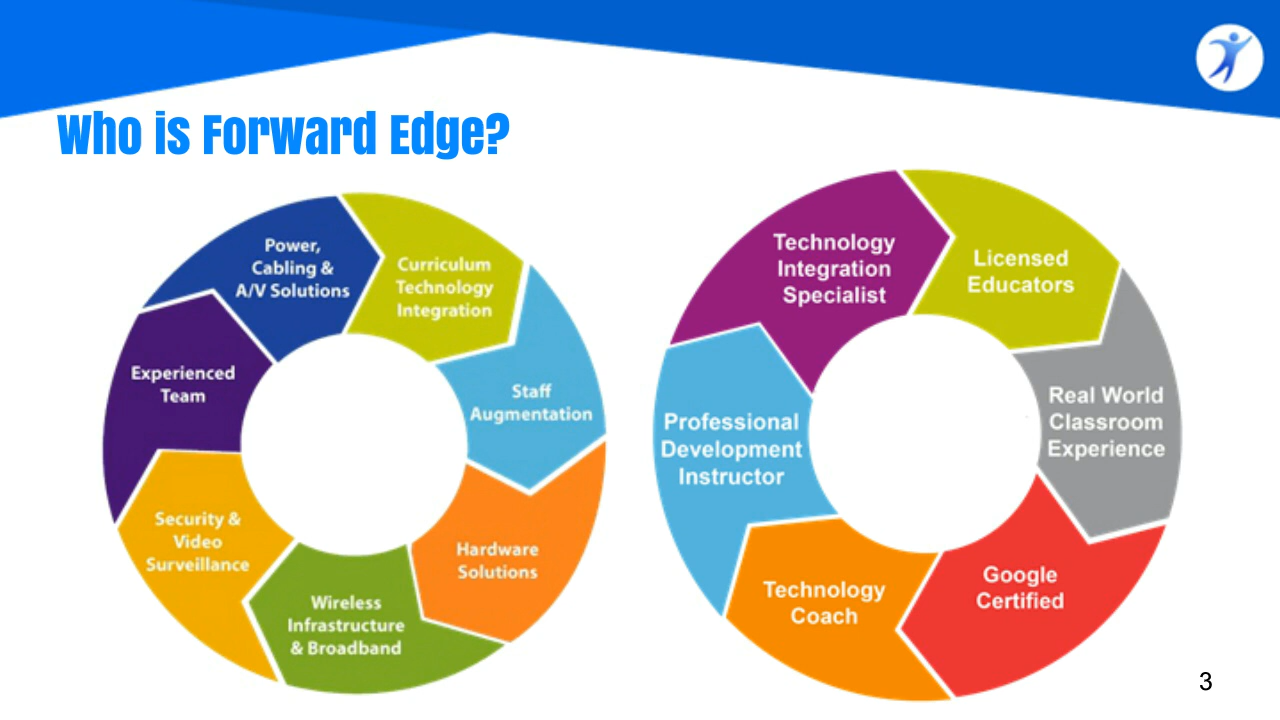 Who is Forward Edge?
Power,
Cabling &
A/V Solutions
Curriculum
Technology
Integration
Staff
Augmentation
Hardware
Solutions
Wireless
Infrastructure
& Broadband
Security &
Video
Surveillance
Experienced
Team
Technology
Integration
Specialist
Licensed
Educators
Real World
Classroom
Experience
Google
Certified
Technology
Coach
Professional
Development
Instructor
3